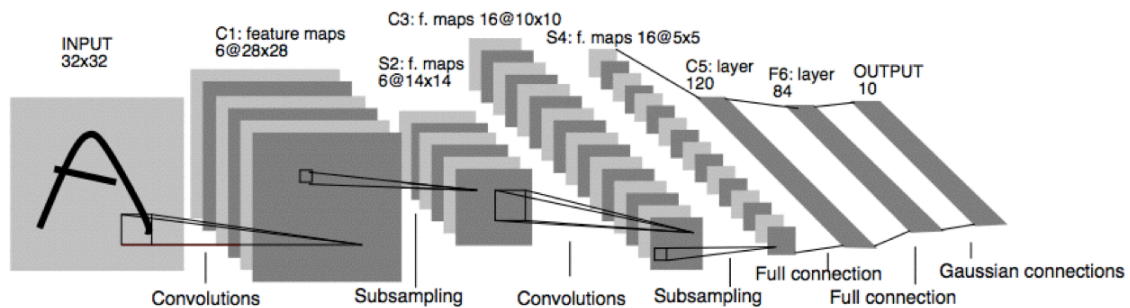 INPUT
32x32
C1: feature maps
6@28x28
S2: f. maps
6@14x14
C3: f. maps 16@10x10
S4: f. maps 16@5x5
C5: layer
120
F6: layer
84
OUTPUT
10
Convolutions
Subsampling
Convolutions
Subsampling
Full connection
Full connection
Gaussian connections